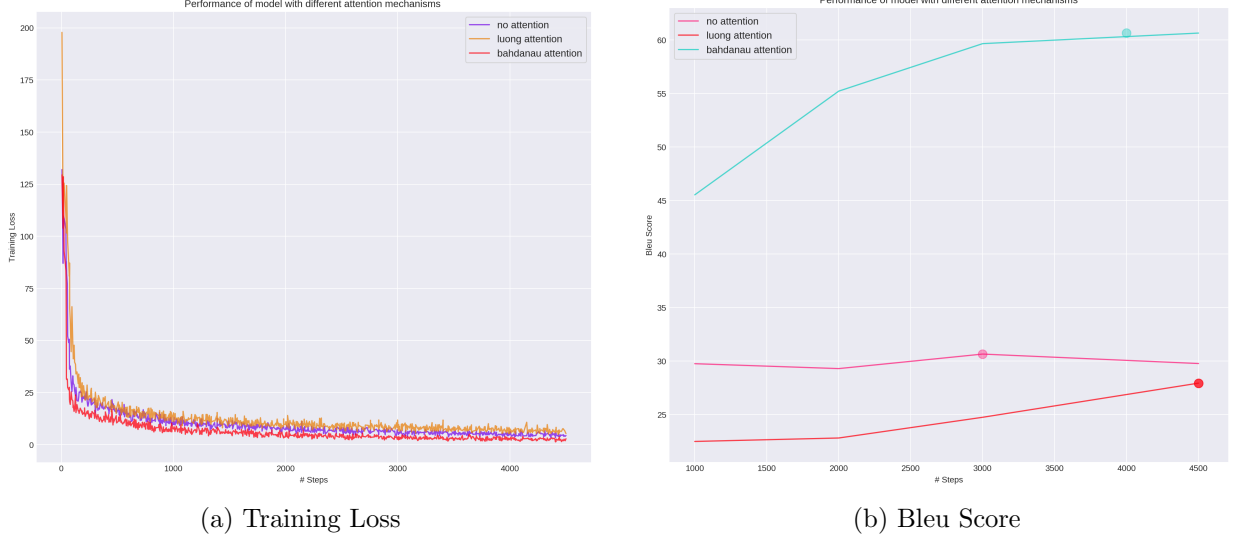 Performance of model with different attention mechanisms
no attention
luong attention
bahdanau attention
200
175
150
125
100
75
50
25
0
Training Loss
0 1000 2000 3000 4000
# Steps
(a) Training Loss
Performance of model with different attention mechanisms
no attention
luong attention
bahdanau attention
60
55
50
45
40
35
30
25
Bleu Score
1000 1500 2000 2500 3000 3500 4000 4500
# Steps
(b) Bleu Score